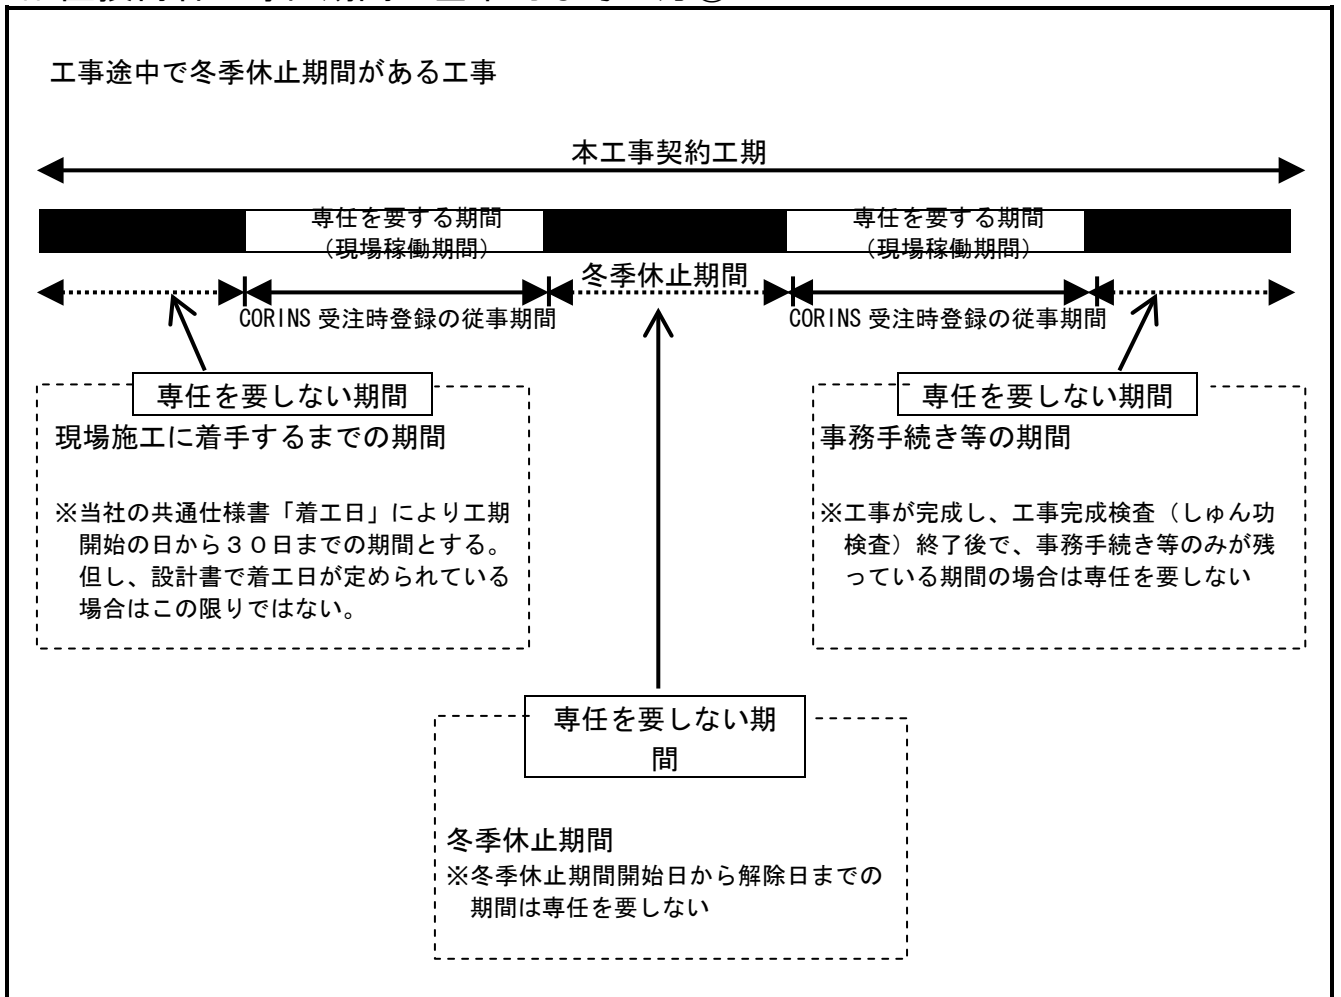 工事途中で冬季休止期間がある工事
本工事契約工期
専任を要する期間
（現場稼働期間）
専任を要する期間
（現場稼働期間）
冬季休止期間
CORINS 受注時登録の従事期間
CORINS 受注時登録の従事期間
専任を要しない期間
現場施工に着手するまでの期間
※当社の共通仕様書「着工日」により工期
開始の日から３０日までの期間とする。
但し、設計書で着工日が定められている
場合はこの限りではない。
専任を要しない期間
事務手続き等の期間
※工事が完成し、工事完成検査（しゅん功
検査）終了後で、事務手続き等のみが残
っている期間の場合は専任を要しない
専任を要しない期
間
冬季休止期間
※冬季休止期間開始日から解除日までの
期間は専任を要しない